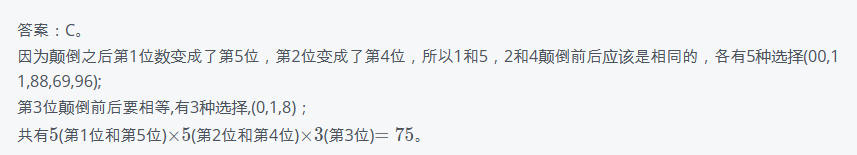 答案：C。
因为颠倒之后第1位数变成了第5位，第2位变成了第4位，所以1和5，2和4颠倒前后应该是相同的，各有5种选择(00,1
1,88,69,96);
第3位颠倒前后要相等,有3种选择,(0,1,8)；
共有5(第1位和第5位)×5(第2位和第4位)×3(第3位)= 75。